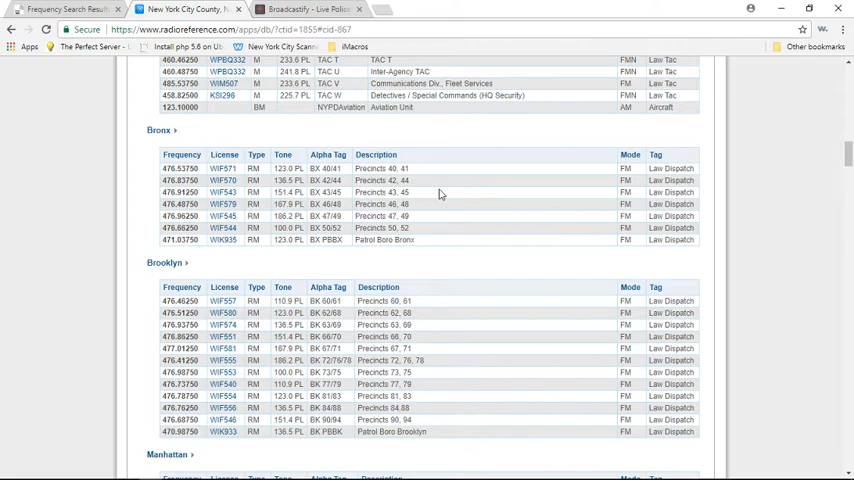 Frequency Search Results
New York City County, N
Broadcastify - Live Police
Secure
https://www.radioreference.com/apps/db/?ctid=1855#cid-867
Apps
The Perfect Server -
Install php5.6 on Ub
New York City Scann
iMacros
Other bookmarks
460.46250 WPBQ332 M 233.6 PL TAC T TAC T FMN Law Tac
460.48750 WPBQ332 M 241.8 PL TAC U Inter-Agency TAC FMN Law Tac
485.53750 WIM507 M 233.6 PL TAC V Communications Div., Fleet Services FMN Law Tac
458.82500 KSI296 M 225.7 PL TAC W Detectives / Special Commands (HQ Security) FMN Law Tac
123.10000 BM NYPDAviation Aviation Unit AM Aircraft
Bronx
Frequency License Type Tone Alpha Tag Description Mode Tag
476.53750 WIF571 RM 123.0 PL BX 40/41 Precincts 40, 41 FM Law Dispatch
476.83750 WIF570 RM 136.5 PL BX 42/44 Precincts 42, 44 FM Law Dispatch
476.91250 WIF543 RM 151.4 PL BX 43/45 Precincts 43, 45 FM Law Dispatch
476.48750 WIF579 RM 167.9 PL BX 46/48 Precincts 46, 48 FM Law Dispatch
476.96250 WIF545 RM 186.2 PL BX 47/49 Precincts 47, 49 FM Law Dispatch
476.66250 WIF544 RM 100.0 PL BX 50/52 Precincts 50, 52 FM Law Dispatch
471.03750 WIK935 RM 123.0 PL BX PBBX Patrol Boro Bronx FM Law Dispatch
Brooklyn
Frequency License Type Tone Alpha Tag Description Mode Tag
476.46250 WIF557 RM 110.9 PL BK 60/61 Precincts 60, 61 FM Law Dispatch
476.51250 WIF580 RM 123.0 PL BK 62/68 Precincts 62, 68 FM Law Dispatch
476.93750 WIF574 RM 136.5 PL BK 63/69 Precincts 63, 69 FM Law Dispatch
476.86250 WIF551 RM 151.4 PL BK 66/70 Precincts 66, 70 FM Law Dispatch
477.01250 WIF581 RM 167.9 PL BK 67/71 Precincts 67, 71 FM Law Dispatch
476.41250 WIF555 RM 186.2 PL BK 72/76/78 Precincts 72, 76, 78 FM Law Dispatch
476.98750 WIF553 RM 100.0 PL BK 73/75 Precincts 73, 75 FM Law Dispatch
476.73750 WIF540 RM 110.9 PL BK 77/79 Precincts 77, 79 FM Law Dispatch
476.78750 WIF554 RM 123.0 PL BK 81/83 Precincts 81, 83 FM Law Dispatch
476.76250 WIF556 RM 136.5 PL BK 84/88 Precincts 84,88 FM Law Dispatch
476.68750 WIF546 RM 151.4 PL BK 90/94 Precincts 90, 94 FM Law Dispatch
470.98750 WIK933 RM 136.5 PL BK PBBK Patrol Boro Brooklyn FM Law Dispatch
Manhattan
Frequency License Type Tone Alpha Tag Description Mode Tag